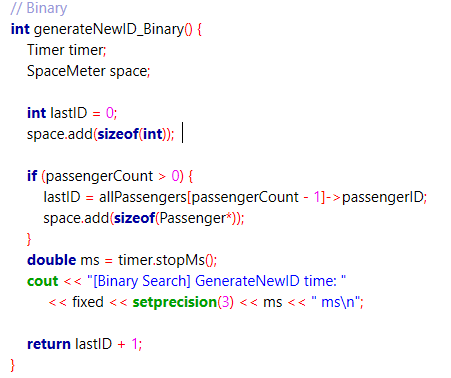 // Binary
int generateNewID_Binary() {
    Timer timer;
    SpaceMeter space;

    int lastID = 0;
    space.add(sizeof(int));

    if (passengerCount > 0) {
        lastID = allPassengers[passengerCount - 1]->passengerID;
        space.add(sizeof(Passenger*));
    }
    double ms = timer.stopMs();
    cout << "[Binary Search] GenerateNewID time: "
         << fixed << setprecision(3) << ms << " ms\n";

    return lastID + 1;
}